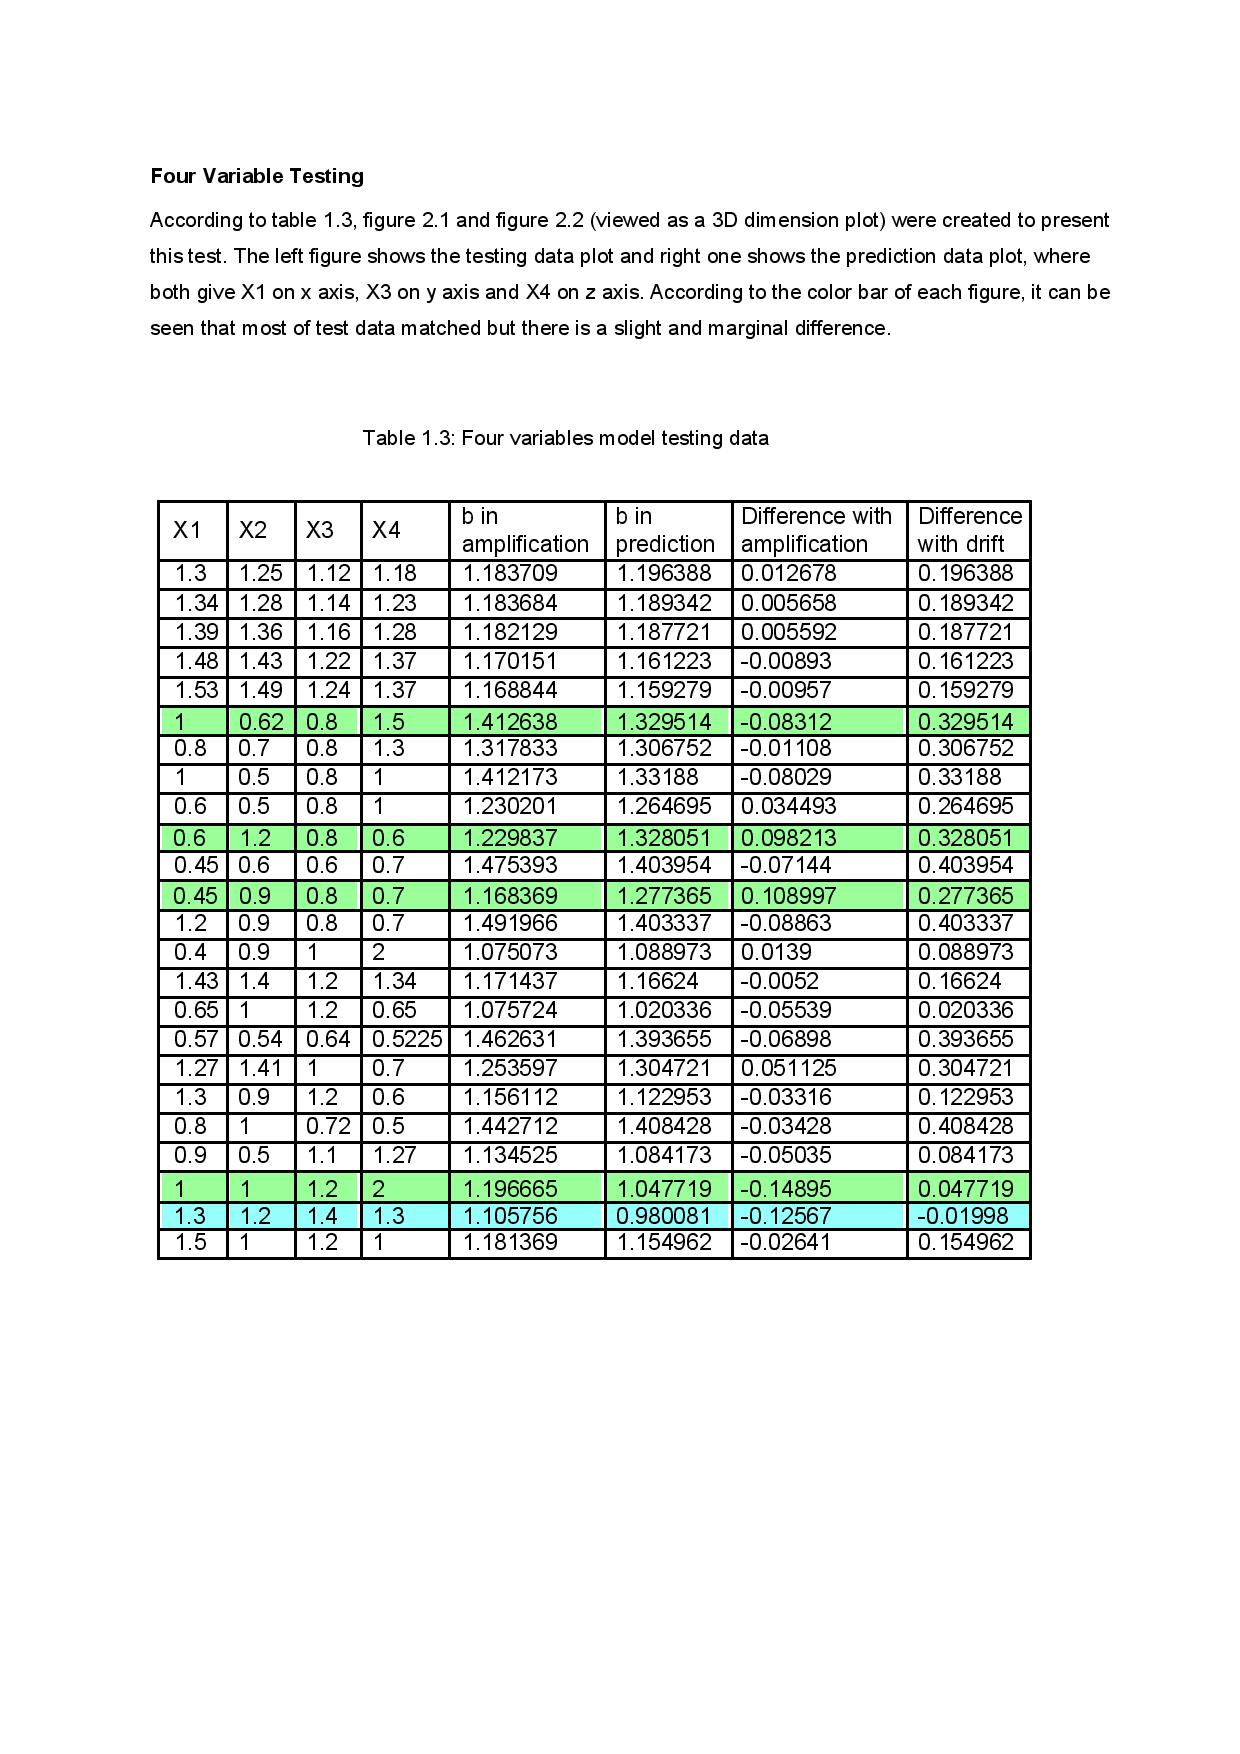 Four Variable Testing
According to table 1.3, figure 2.1 and figure 2.2 (viewed as a 3D dimension plot) were created to present
this test. The left figure shows the testing data plot and right one shows the prediction data plot, where
both give X1 on x axis, X3 on y axis and X4 on z axis. According to the color bar of each figure, it can be
seen that most of test data matched but there is a slight and marginal difference.
Table 1.3: Four variables model testing data
X1 X2 X3 X4 b in amplification b in prediction Difference with amplification Difference with drift
1.3 1.25 1.12 1.18 1.183709 1.196388 0.012678 0.196388
1.34 1.28 1.14 1.23 1.183684 1.189342 0.005658 0.189342
1.39 1.36 1.16 1.28 1.182129 1.187721 0.005592 0.187721
1.48 1.43 1.22 1.37 1.170151 1.161223 -0.00893 0.161223
1.53 1.49 1.24 1.37 1.168844 1.159279 -0.00957 0.159279
1 0.62 0.8 1.5 1.412638 1.329514 -0.08312 0.329514
0.8 0.7 0.8 1.3 1.317833 1.306752 -0.01108 0.306752
1 0.5 0.8 1 1.412173 1.33188 -0.08029 0.33188
0.6 0.5 0.8 1 1.230201 1.264695 0.034493 0.264695
0.6 1.2 0.8 0.6 1.229837 1.328051 0.098213 0.328051
0.45 0.6 0.6 0.7 1.475393 1.403954 -0.07144 0.403954
0.45 0.9 0.8 0.7 1.168369 1.277365 0.108997 0.277365
1.2 0.9 0.8 0.7 1.491966 1.403337 -0.08863 0.403337
0.4 0.9 1 2 1.075073 1.088973 0.0139 0.088973
1.43 1.4 1.2 1.34 1.171437 1.16624 -0.0052 0.16624
0.65 1 1.2 0.65 1.075724 1.020336 -0.05539 0.020336
0.57 0.54 0.64 0.5225 1.462631 1.393655 -0.06898 0.393655
1.27 1.41 1 0.7 1.253597 1.304721 0.051125 0.304721
1.3 0.9 1.2 0.6 1.156112 1.122953 -0.03316 0.122953
0.8 1 0.72 0.5 1.442712 1.408428 -0.03428 0.408428
0.9 0.5 1.1 1.27 1.134525 1.084173 -0.05035 0.084173
1 1 1.2 2 1.196665 1.047719 -0.14895 0.047719
1.3 1.2 1.4 1.3 1.105756 0.980081 -0.12567 -0.01998
1.5 1 1.2 1 1.181369 1.154962 -0.02641 0.154962